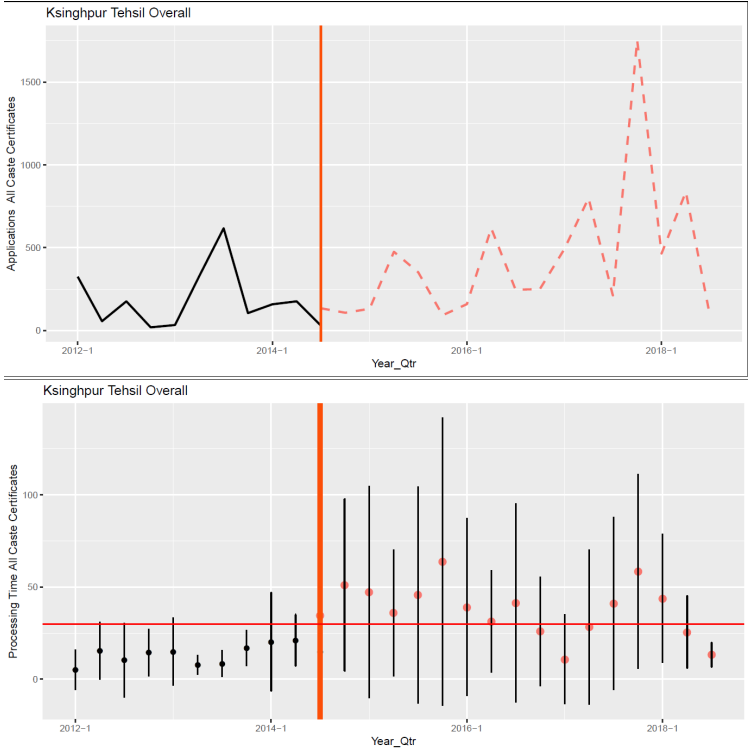 Ksinghpur Tehsil Overall
Applications  All Caste Certificates
1500
1000
500
0
2012−1
2014−1
2016−1
2018−1
Year_Qtr
Ksinghpur Tehsil Overall
Processing Time All Caste Certificates
100
50
0
2012−1
2014−1
2016−1
2018−1
Year_Qtr